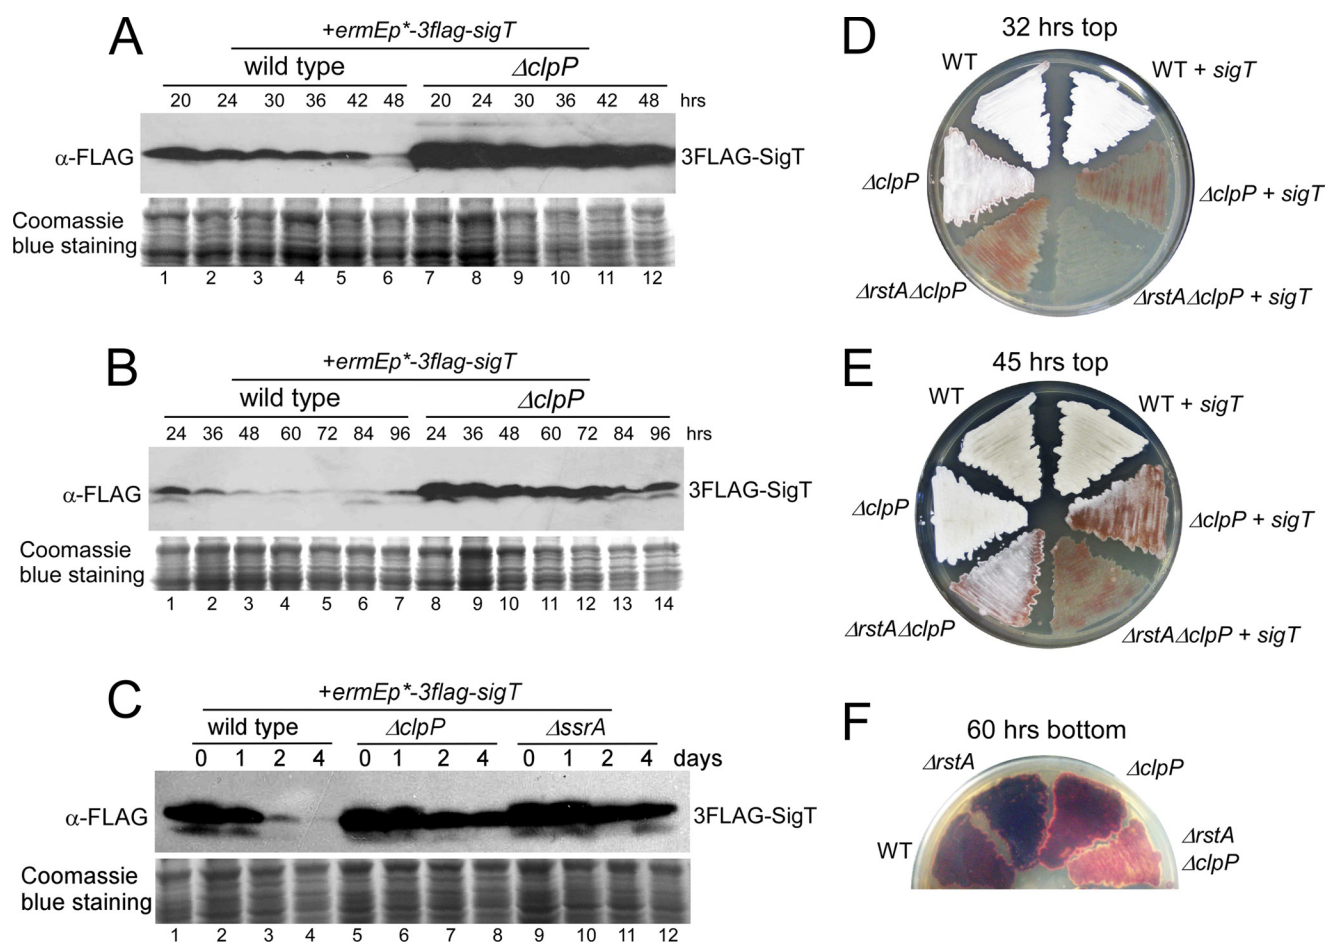 A
+ermEp*-3flag-sigT
wild type ΔclpP
20 24 30 36 42 48 20 24 30 36 42 48 hrs
α-FLAG
3FLAG-SigT
Coomassie
blue staining
1 2 3 4 5 6 7 8 9 10 11 12
B
+ermEp*-3flag-sigT
wild type ΔclpP
24 36 48 60 72 84 96 24 36 48 60 72 84 96 hrs
α-FLAG
3FLAG-SigT
Coomassie
blue staining
1 2 3 4 5 6 7 8 9 10 11 12 13 14
C
+ermEp*-3flag-sigT
wild type ΔclpP ΔssrA
0 1 2 4 0 1 2 4 0 1 2 4 days
α-FLAG
3FLAG-SigT
Coomassie
blue staining
1 2 3 4 5 6 7 8 9 10 11 12
D
32 hrs top
WT
WT + sigT
ΔclpP
ΔclpP + sigT
ΔrstAΔclpP
ΔrstAΔclpP + sigT
E
45 hrs top
WT
WT + sigT
ΔclpP
ΔclpP + sigT
ΔrstAΔclpP
ΔrstAΔclpP + sigT
F
60 hrs bottom
ΔrstA
ΔclpP
WT
ΔrstA
ΔclpP